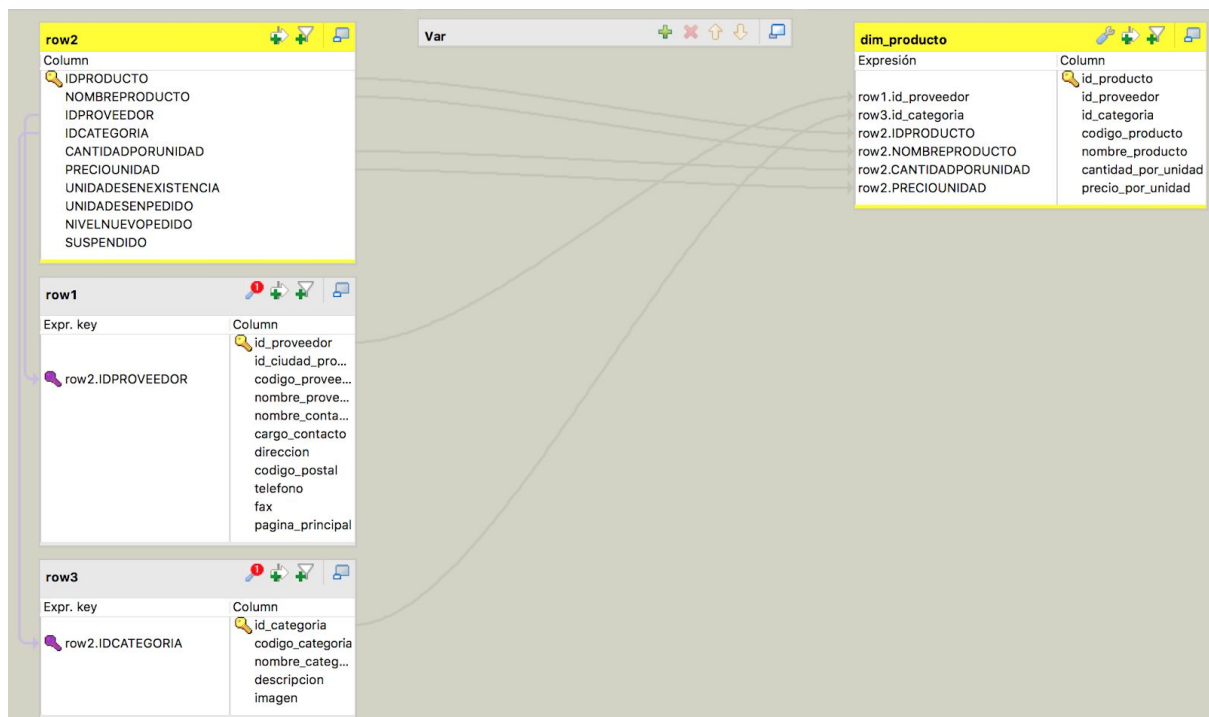 row2
Column
IDPRODUCTO
NOMBREPRODUCTO
IDPROVEEDOR
IDCATEGORIA
CANTIDADPORUNIDAD
PRECIOUNIDAD
UNIDADESENEXISTENCIA
UNIDADESENPEDIDO
NIVELNUEVOPEDIDO
SUSPENDIDO
row1
Expr. key Column
id_proveedor
id_ciudad_pro...
row2.IDPROVEEDOR codigo_provee...
nombre_prove...
nombre_conta...
cargo_contacto
direccion
codigo_postal
telefono
fax
pagina_principal
row3
Expr. key Column
id_categoria
row2.IDCATEGORIA codigo_categoria
nombre_categ...
descripcion
imagen
Var
dim_producto
Expresión Column
id_producto
row1.id_proveedor id_proveedor
row3.id_categoria id_categoria
row2.IDPRODUCTO codigo_producto
row2.NOMBREPRODUCTO nombre_producto
row2.CANTIDADPORUNIDAD cantidad_por_unidad
row2.PRECIOUNIDAD precio_por_unidad